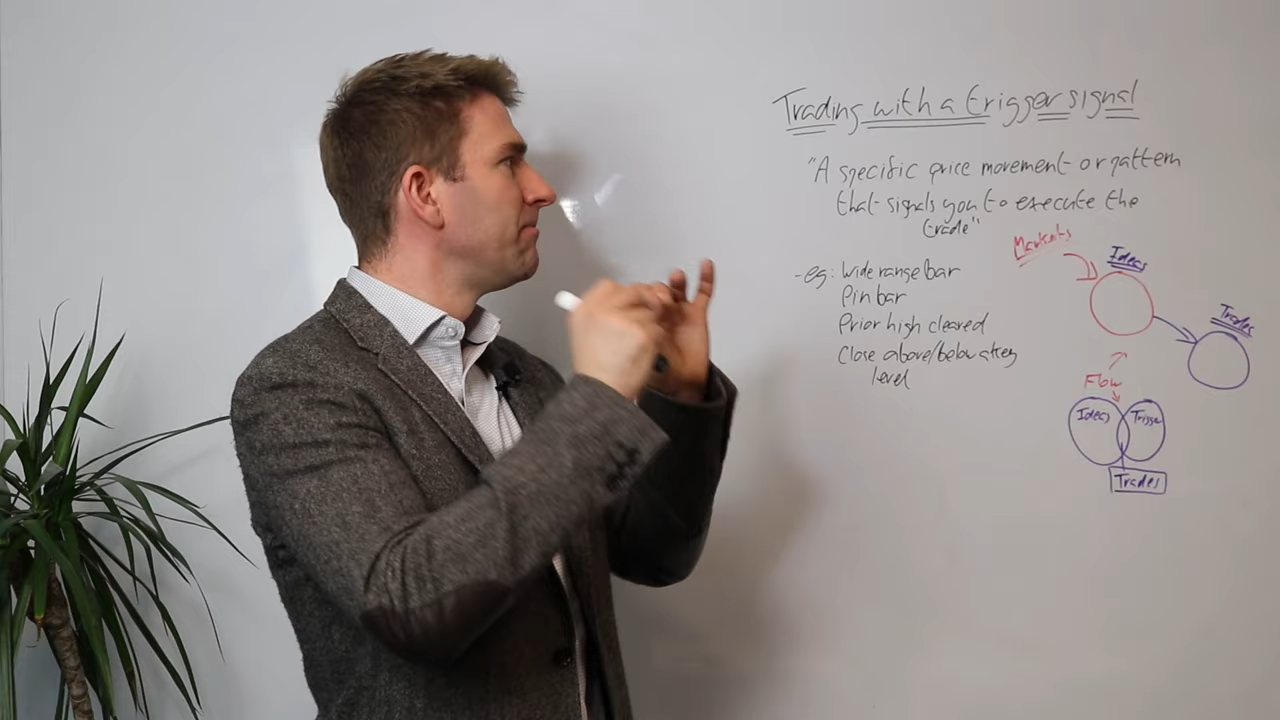 Trading with a trigger signal
"A specific price movement or pattern
that signals you to execute the
trade"
- eg: Wide range bar
Pin bar
Prior high cleared
Close above/below a key
level
Markets
Ideas
Trades
Flow
Ideas
Trigger
Trades